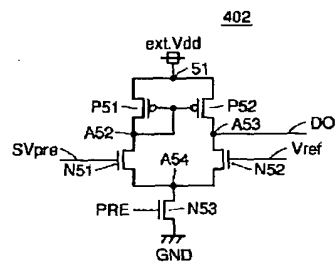 402
ext.Vdd
51
P51
P52
A52
A53
DO
SVpre
A54
Vref
N51
N52
PRE
N53
GND